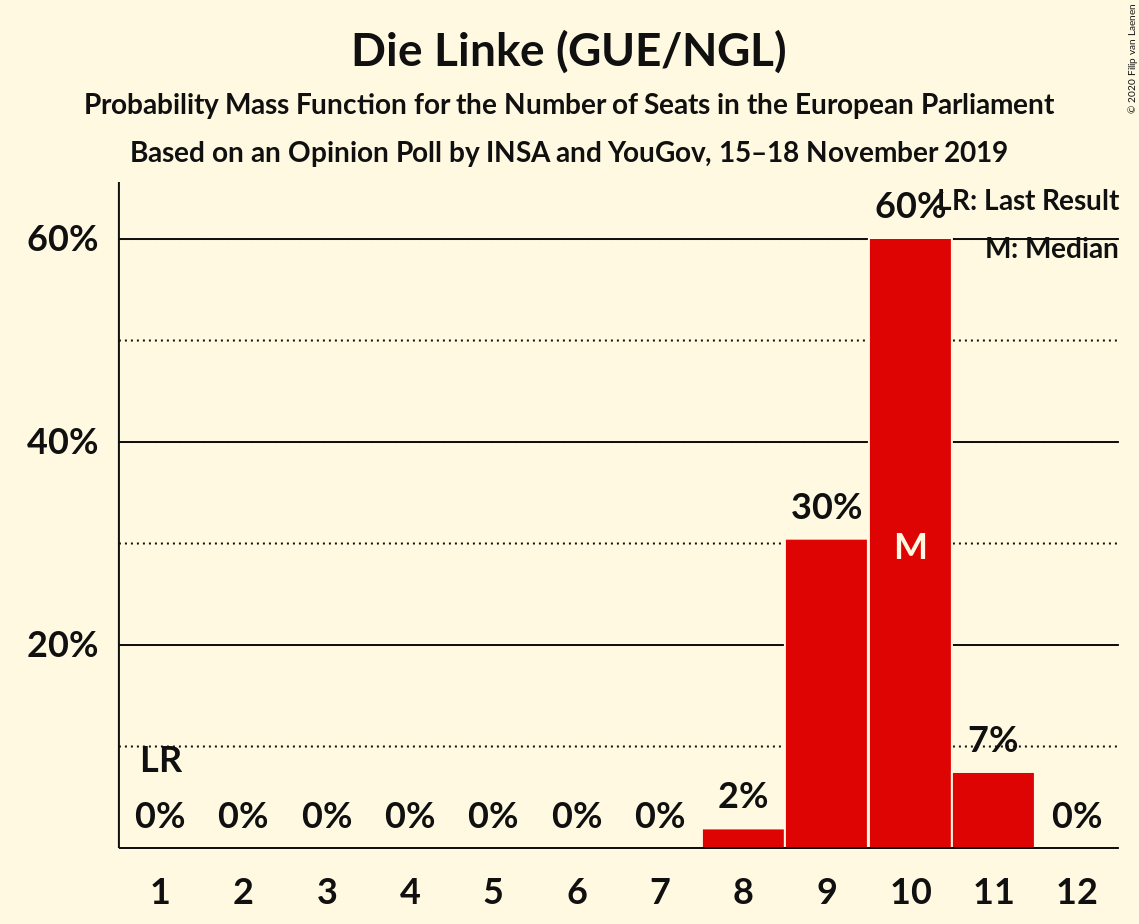 Die Linke (GUE/NGL)
Probability Mass Function for the Number of Seats in the European Parliament
Based on an Opinion Poll by INSA and YouGov, 15–18 November 2019
© 2020 Filip van Laenen
LR: Last Result
M: Median
60%
40%
20%
LR
0%
0%
0%
0%
0%
0%
0%
2%
30%
60%
M
7%
0%
1 2 3 4 5 6 7 8 9 10 11 12